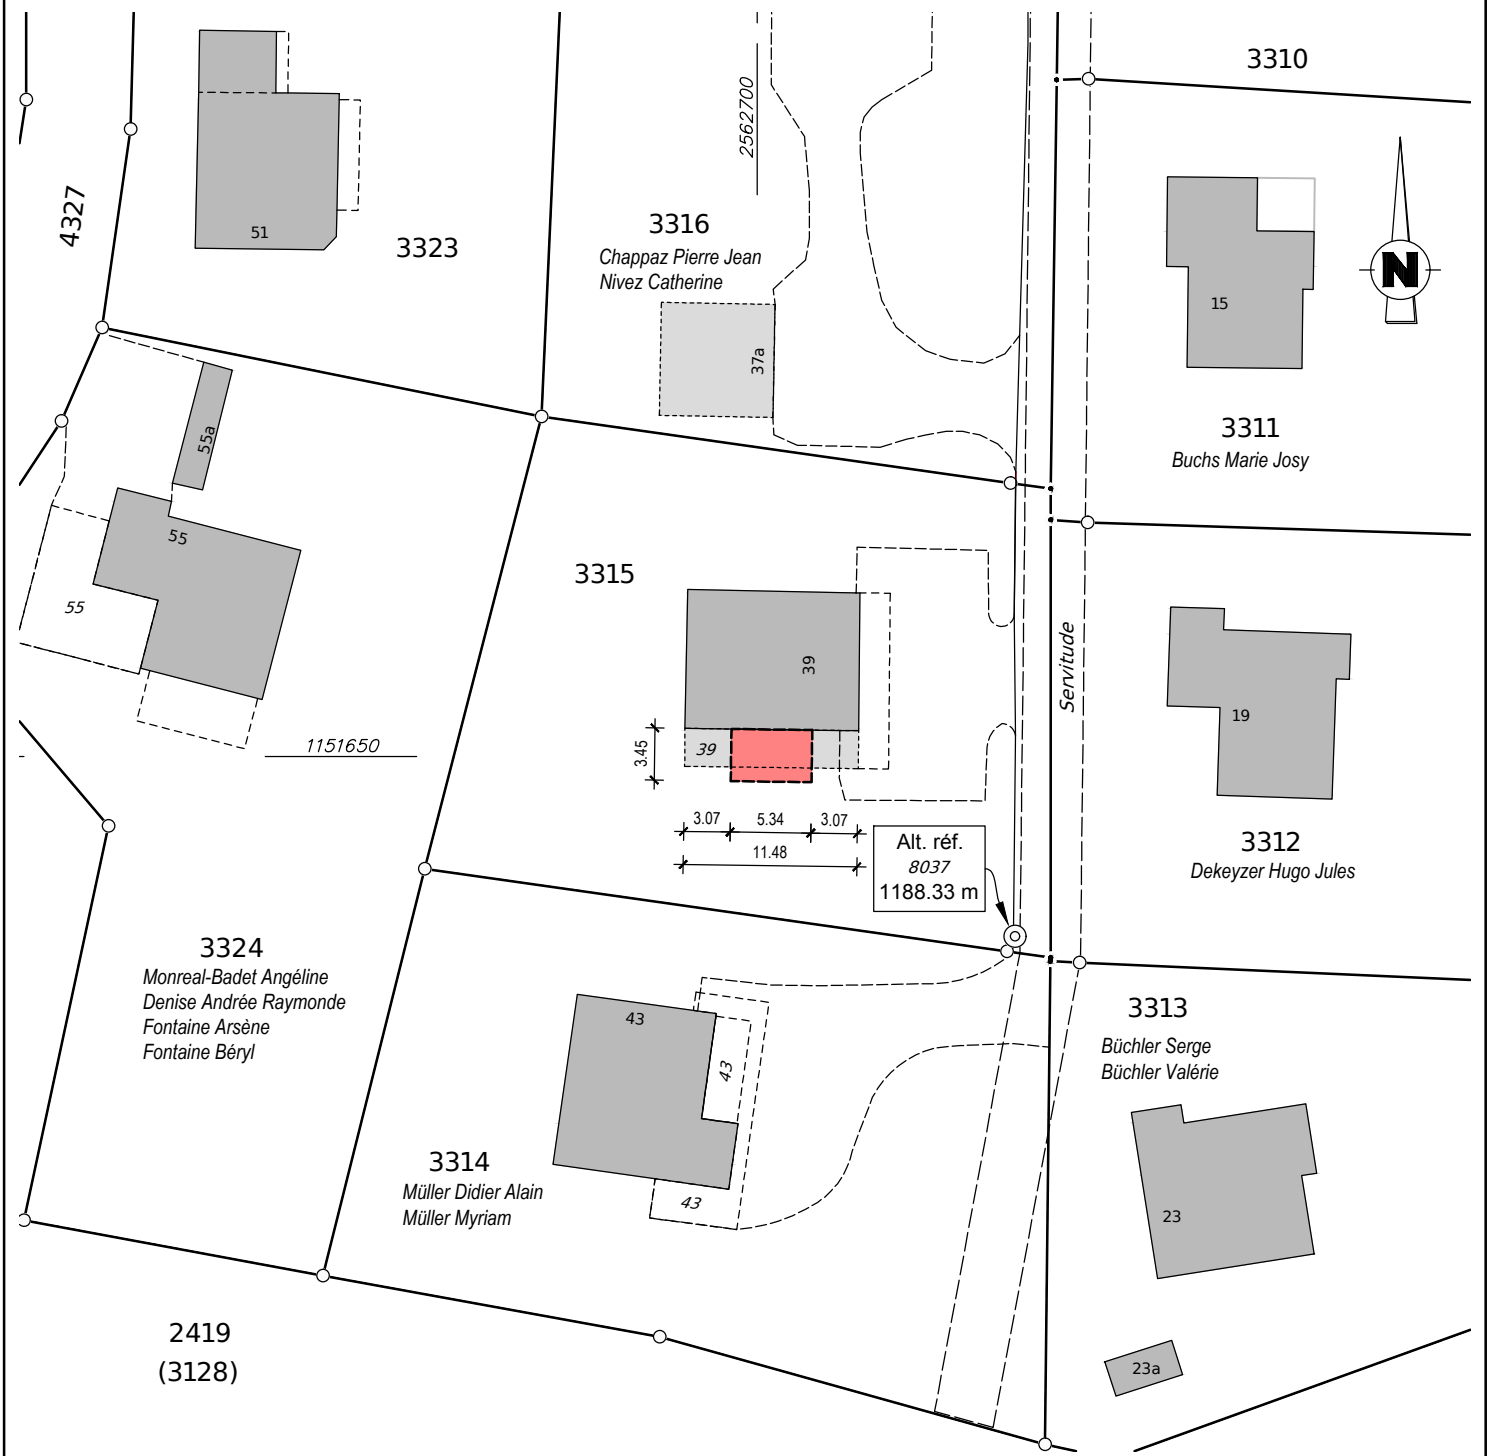 3310
2562700
4327
51
3323
3316
Chappaz Pierre Jean
Nivez Catherine
N
15
37a
55a
3311
Buchs Marie Josy
55
3315
55
39
Servitude
19
1151650
39
3.45
3.07
5.34
3.07
11.48
Alt. réf.
8037
1188.33 m
3312
Dekeyzer Hugo Jules
3324
Monreal-Badet Angéline
Denise Andrée Raymonde
Fontaine Arsène
Fontaine Béryl
43
43
3313
Büchler Serge
Büchler Valérie
3314
Müller Didier Alain
Müller Myriam
43
23
2419
(3128)
23a